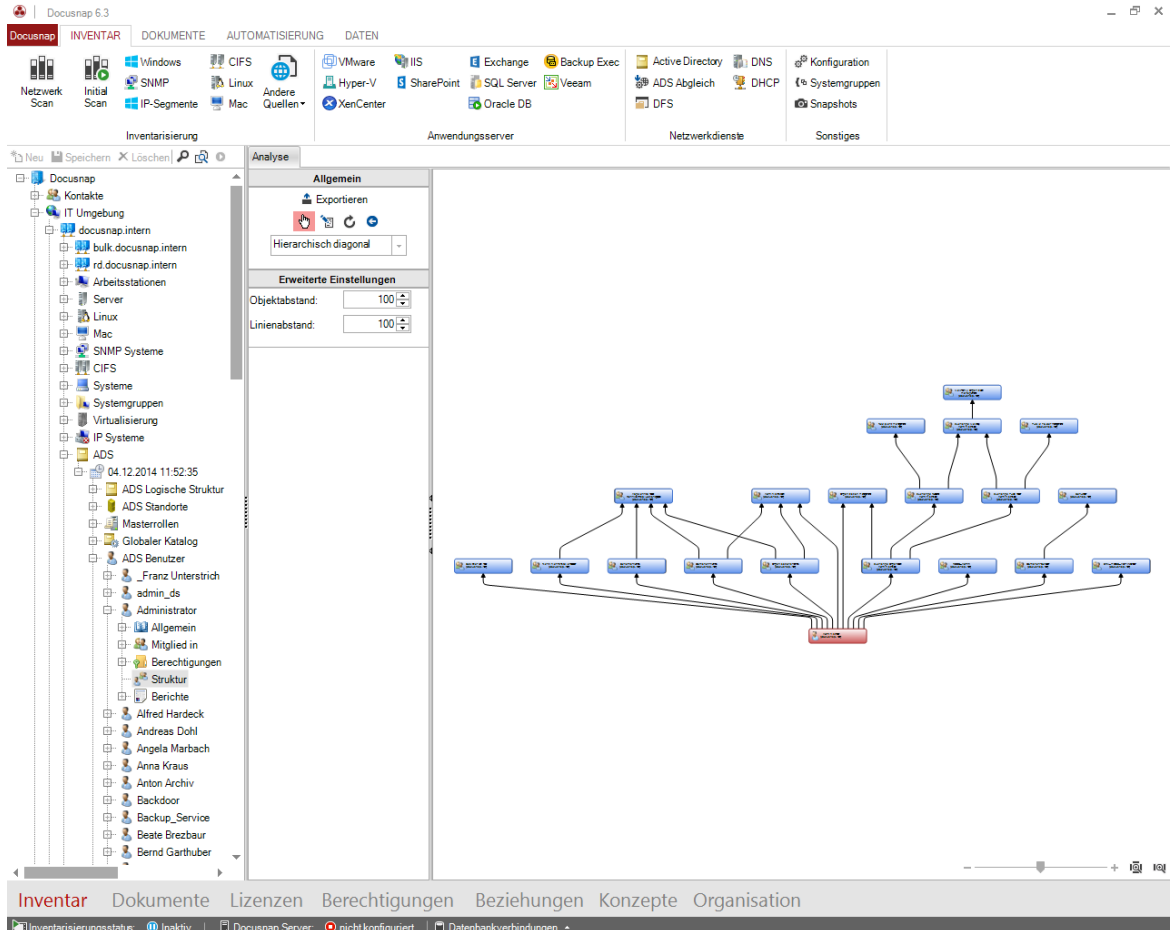 Docusnap 6.3
Docusnap INVENTAR DOKUMENTE AUTOMATISIERUNG DATEN
Netzwerk Scan
Initial Scan
Windows
SNMP
IP-Segmente
CIFS
Linux
Mac
Andere Quellen
Inventarisierung
VMware
Hyper-V
XenCenter
IIS
SharePoint
Exchange
SQL Server
Oracle DB
Backup Exec
Veeam
Anwendungsserver
Active Directory
ADS Abgleich
DFS
DNS
DHCP
Netzwerkdienste
Konfiguration
Systemgruppen
Snapshots
Sonstiges
Neu Speichern Löschen
Docusnap
Kontakte
IT Umgebung
docusnap.intern
bulk.docusnap.intern
rd.docusnap.intern
Arbeitsstationen
Server
Linux
Mac
SNMP Systeme
CIFS
Systeme
Systemgruppen
Virtualisierung
IP Systeme
ADS
04.12.2014 11:52:35
ADS Logische Struktur
ADS Standorte
Masterrollen
Globaler Katalog
ADS Benutzer
_Franz Unterstrich
admin_ds
Administrator
Allgemein
Mitglied in
Berechtigungen
Struktur
Berichte
Alfred Hardeck
Andreas Dohl
Angela Marbach
Anna Kraus
Anton Archiv
Backdoor
Backup_Service
Beate Brezbaur
Bernd Garthuber
Analyse
Allgemein
Exportieren
Hierarchisch diagonal
Erweiterte Einstellungen
Objektabstand: 100
Linienabstand: 100
Inventar Dokumente Lizenzen Berechtigungen Beziehungen Konzepte Organisation
Inventarisierungsstatus: Inaktiv Docusnap Server: nicht konfiguriert Datenbankverbindungen